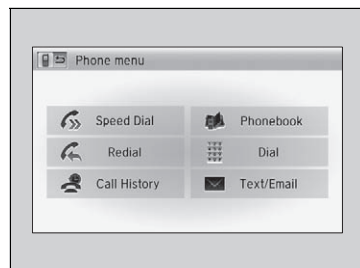 Phone menu
Speed Dial
Phonebook
Redial
Dial
Call History
Text/Email